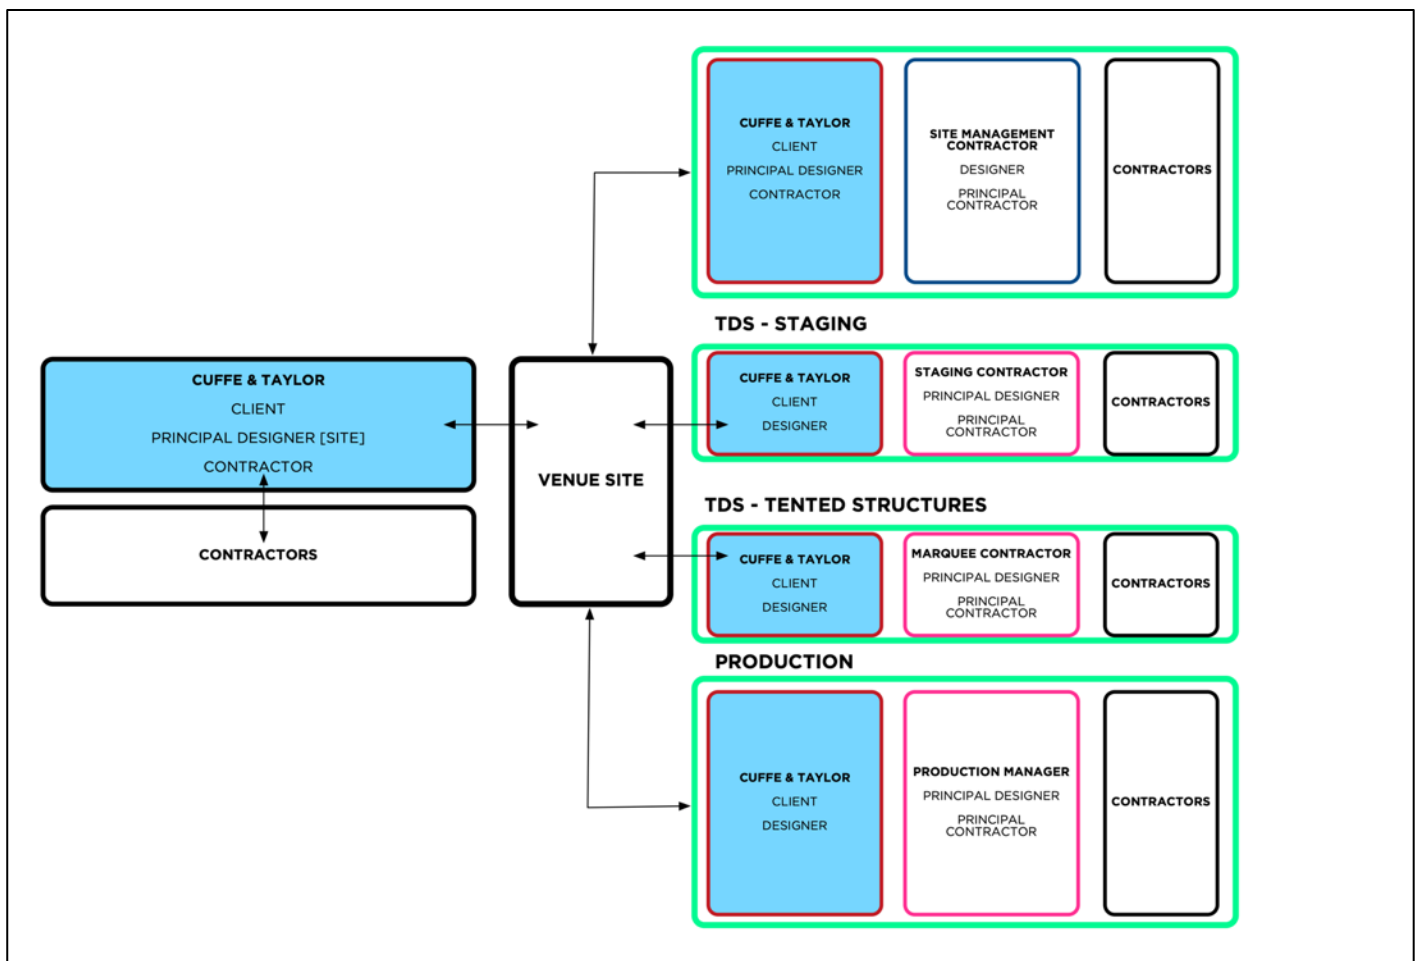 CUFFE & TAYLOR
CLIENT
PRINCIPAL DESIGNER [SITE]
CONTRACTOR
CONTRACTORS
VENUE SITE
CUFFE & TAYLOR
CLIENT
PRINCIPAL DESIGNER
CONTRACTOR
SITE MANAGEMENT
CONTRACTOR
DESIGNER
PRINCIPAL
CONTRACTOR
CONTRACTORS
TDS - STAGING
CUFFE & TAYLOR
CLIENT
DESIGNER
STAGING CONTRACTOR
PRINCIPAL DESIGNER
PRINCIPAL
CONTRACTOR
CONTRACTORS
TDS - TENTED STRUCTURES
CUFFE & TAYLOR
CLIENT
DESIGNER
MARQUEE CONTRACTOR
PRINCIPAL DESIGNER
PRINCIPAL
CONTRACTOR
CONTRACTORS
PRODUCTION
CUFFE & TAYLOR
CLIENT
DESIGNER
PRODUCTION MANAGER
PRINCIPAL DESIGNER
PRINCIPAL
CONTRACTOR
CONTRACTORS